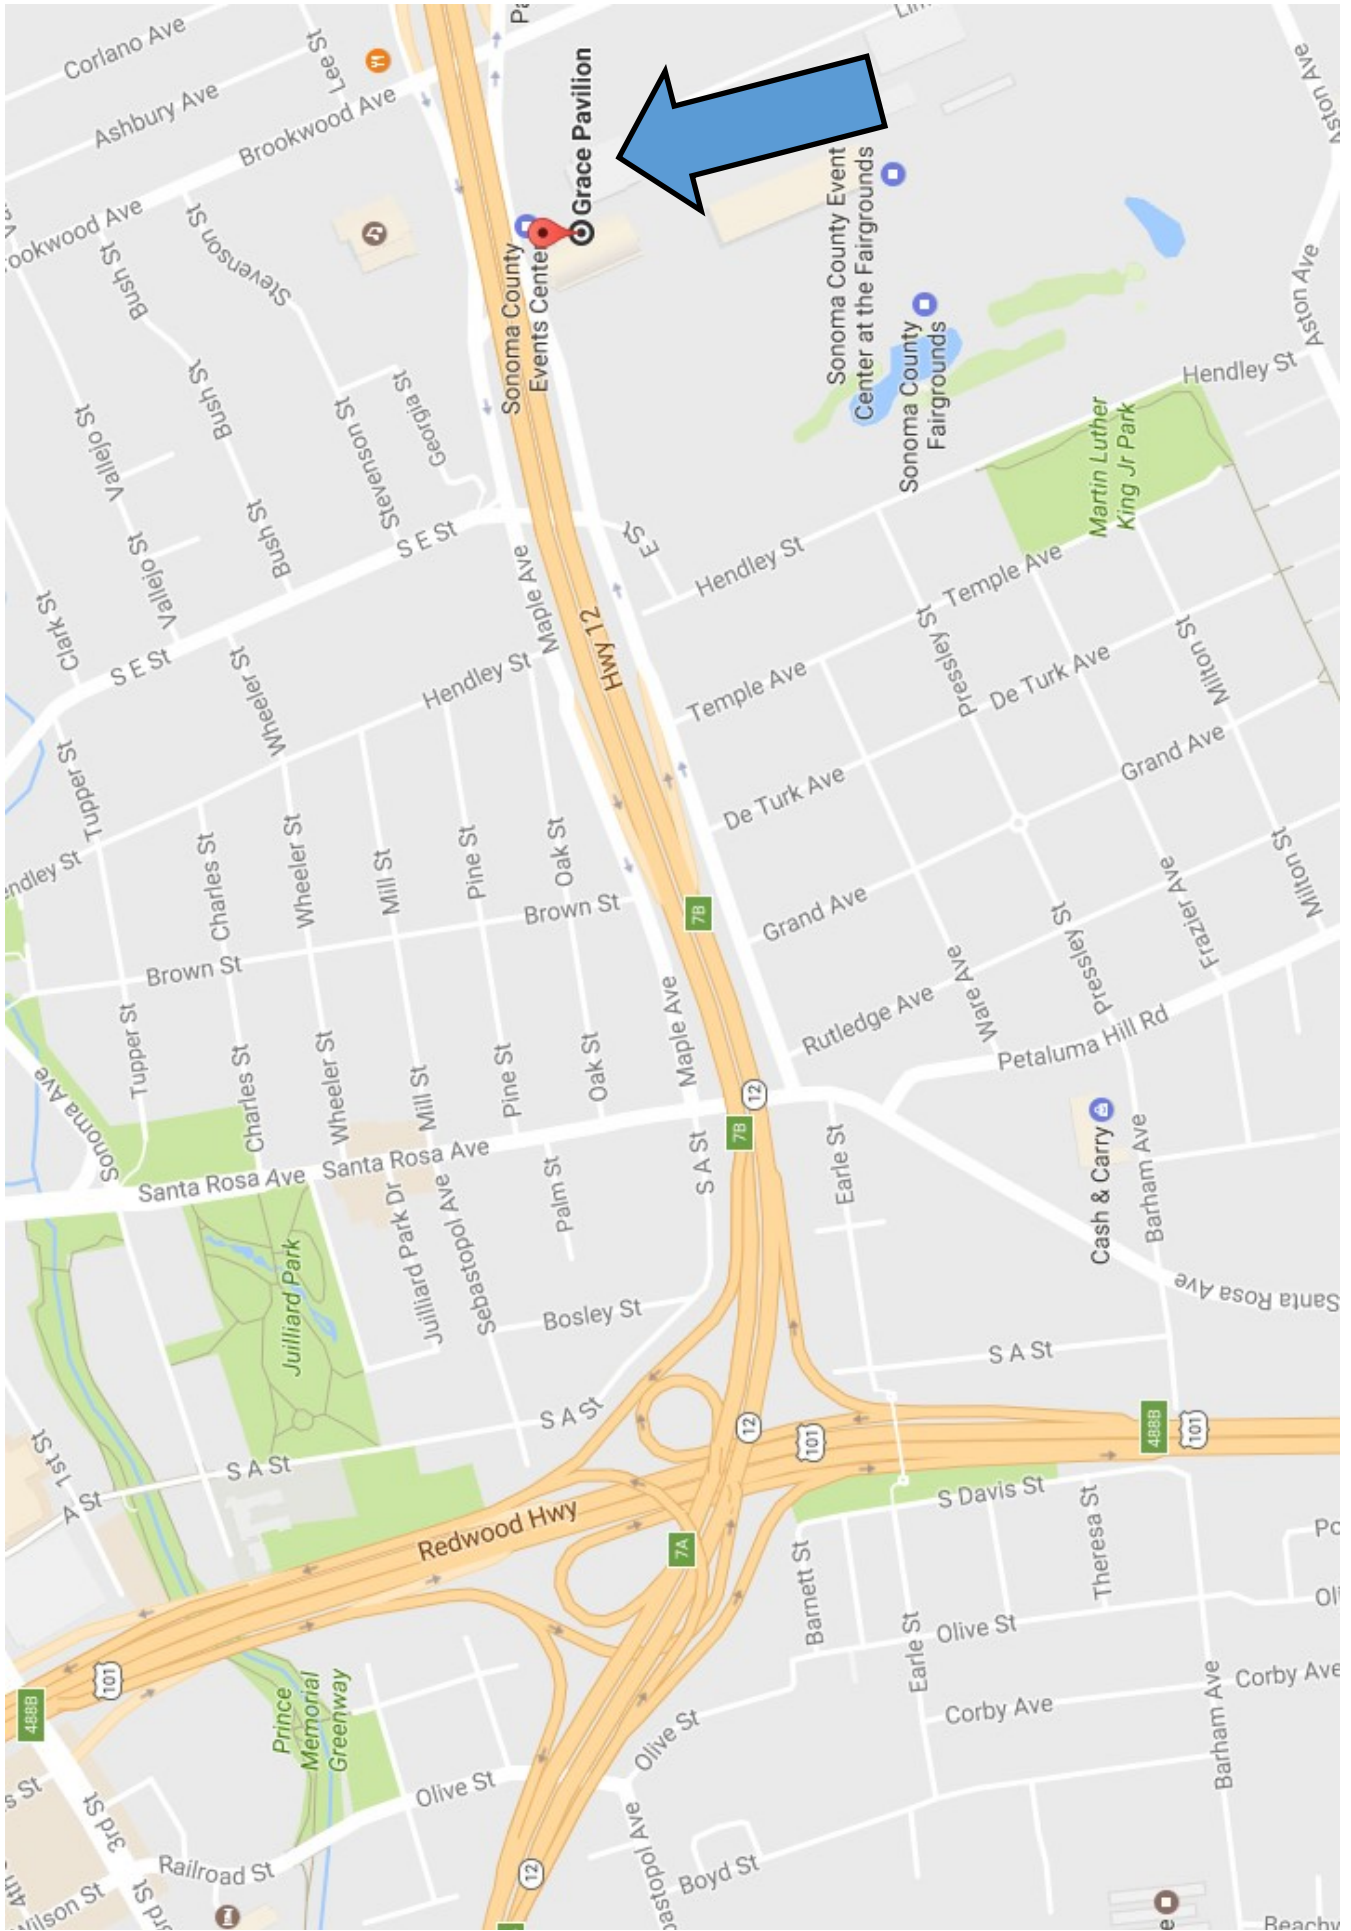 Corlano Ave
Lee St
Ashbury Ave
Brookwood Ave
ookwood Ave
Grace Pavilion
Sonoma County
Events Center
Sonoma County Event
Center at the Fairgrounds
Sonoma County
Fairgrounds
Aston Ave
Aston Ave
Hendley St
Martin Luther
King Jr Park
Stevenson St
Bush St
Bush St
Bush St
Vallejo St
Vallejo St
Stevenson St
Georgia St
S E St
S E St
Clark St
Maple Ave
E St
Hendley St
Hwy 12
Temple Ave
Temple Ave
Pressley St
De Turk Ave
Milton St
Wheeler St
Hendley St
Tupper St
endley St
Charles St
Wheeler St
Mill St
Pine St
Oak St
Brown St
Brown St
7B
De Turk Ave
Grand Ave
Grand Ave
Milton St
Frazier Ave
Pressley St
Ware Ave
Rutledge Ave
Petaluma Hill Rd
Maple Ave
Tupper St
Sonoma Ave
Charles St
Wheeler St
Mill St
Pine St
Oak St
12
7B
Santa Rosa Ave
Santa Rosa Ave
Palm St
S A St
Earle St
Cash & Carry
Barham Ave
Santa Rosa Ave
Juilliard Park
Juilliard Park Dr
Sebastopol Ave
Bosley St
S A St
S A St
S A St
1st St
A St
12
101
488B
101
Redwood Hwy
7A
S Davis St
Theresa St
Barnett St
Earle St
Olive St
Corby Ave
Corby Ave
Barham Ave
101
488B
Prince
Memorial
Greenway
Olive St
Olive St
3rd St
Railroad St
Wilson St
12
Boyd St